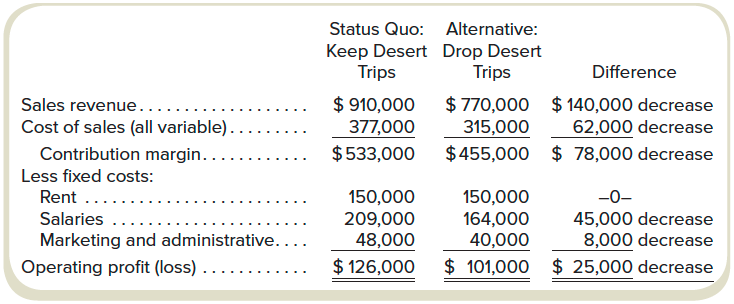 Status Quo: Alternative:
Keep Desert Drop Desert
Trips Trips Difference
Sales revenue. . . . . . . . . . . . . . . . . . . . $ 910,000 $ 770,000 $ 140,000 decrease
Cost of sales (all variable). . . . . . . . . 377,000 315,000 62,000 decrease
Contribution margin. . . . . . . . . . . . . $ 533,000 $ 455,000 $ 78,000 decrease
Less fixed costs:
Rent . . . . . . . . . . . . . . . . . . . . . . . . . . 150,000 150,000 –0–
Salaries . . . . . . . . . . . . . . . . . . . . . . . 209,000 164,000 45,000 decrease
Marketing and administrative. . . . 48,000 40,000 8,000 decrease
Operating profit (loss) . . . . . . . . . . . . $ 126,000 $ 101,000 $ 25,000 decrease